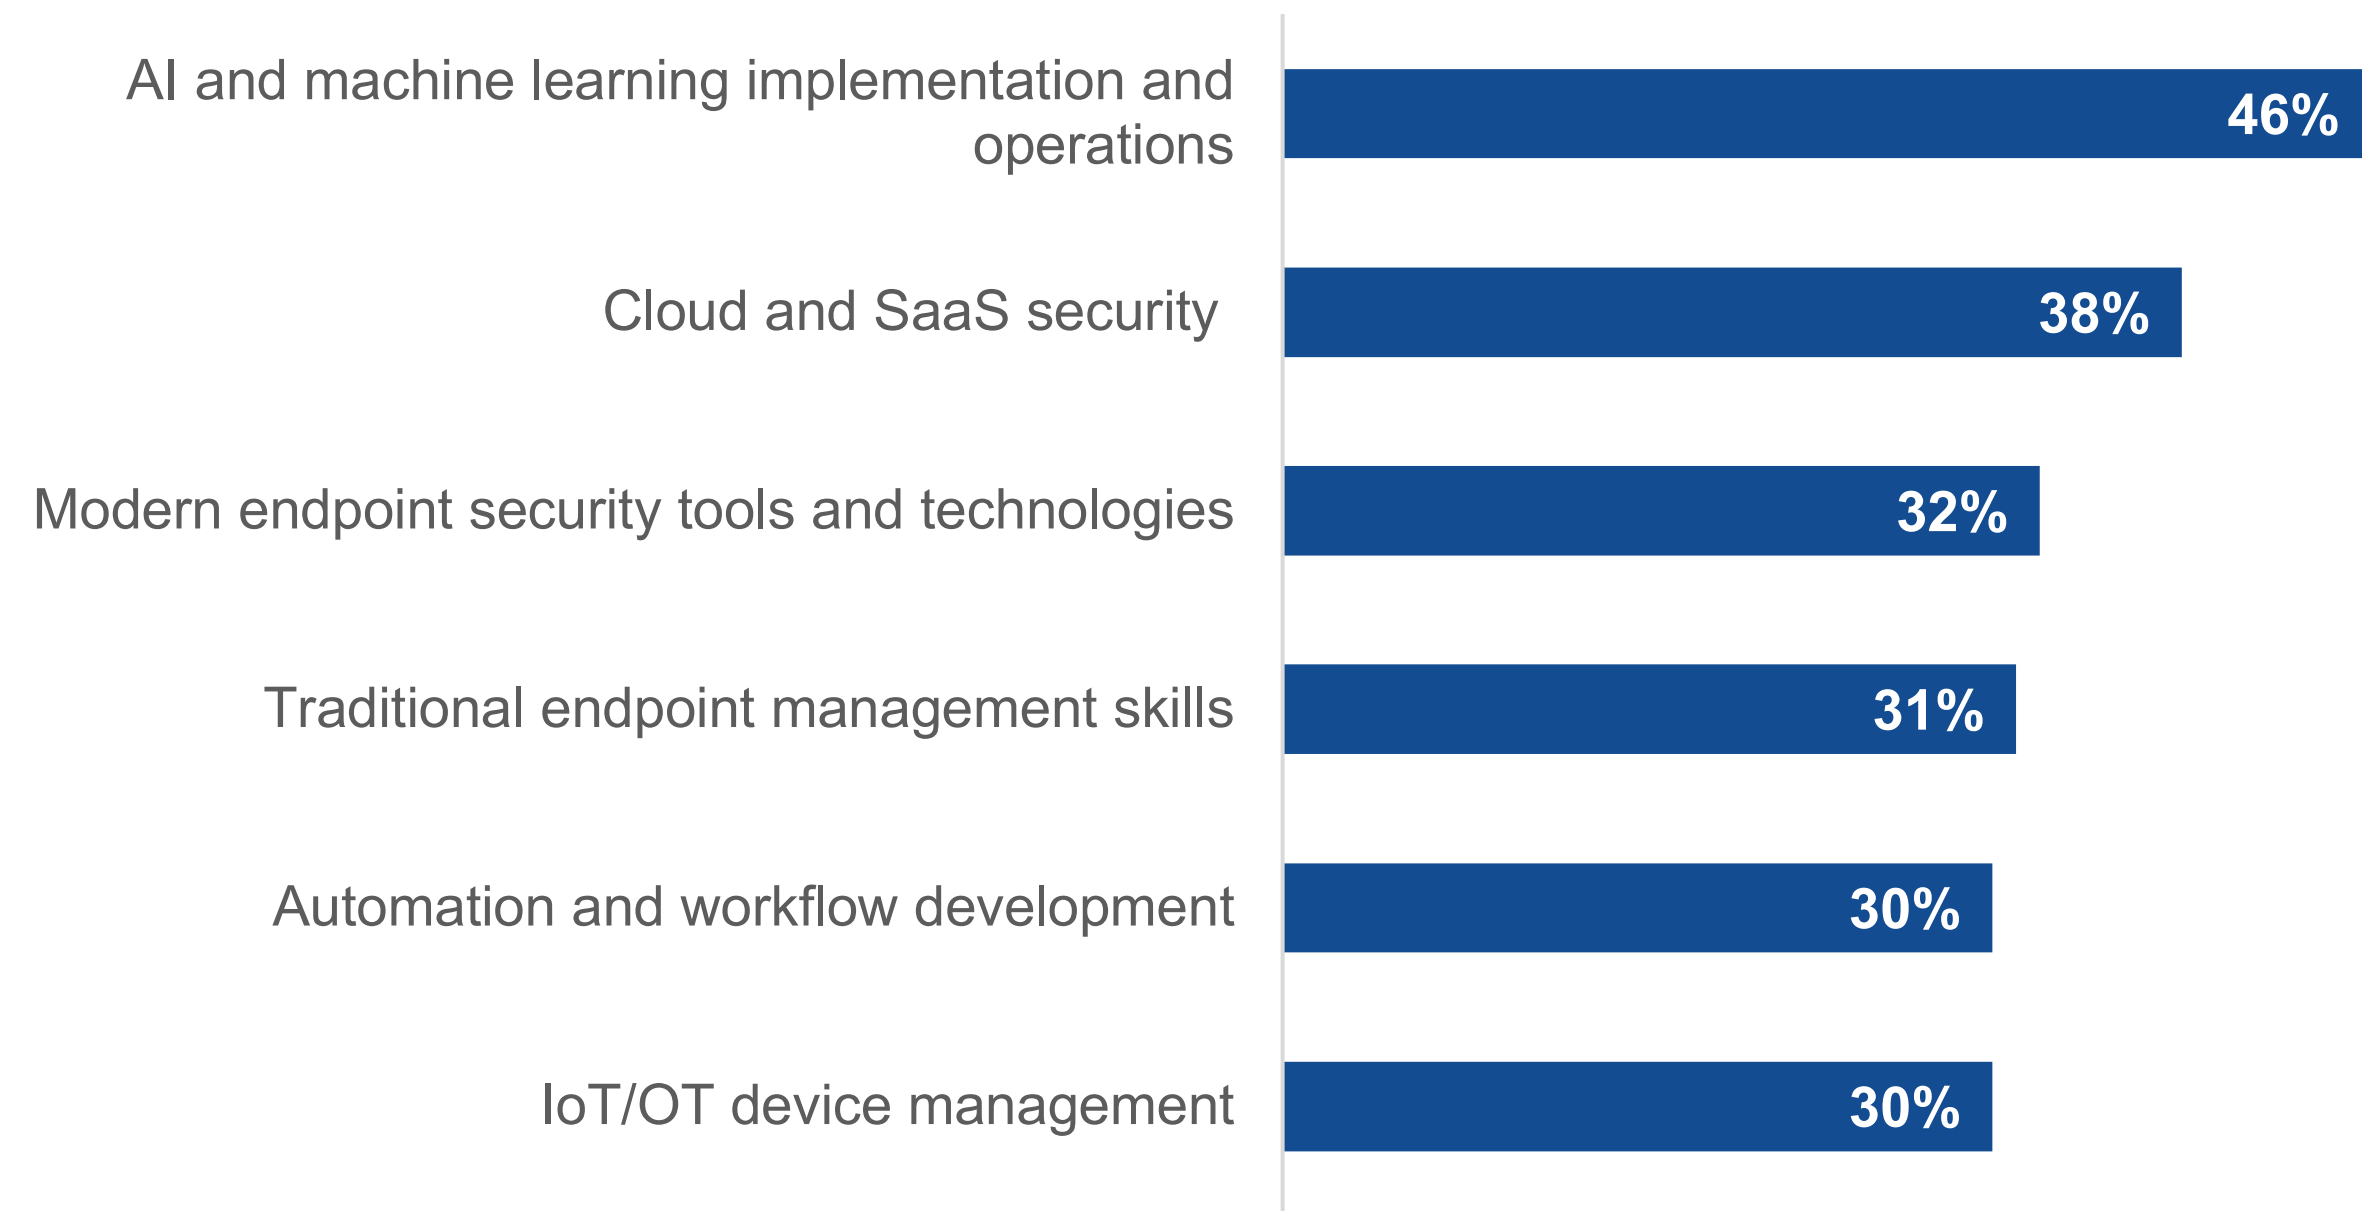 AI and machine learning implementation and
operations
46%
Cloud and SaaS security
38%
Modern endpoint security tools and technologies
32%
Traditional endpoint management skills
31%
Automation and workflow development
30%
IoT/OT device management
30%